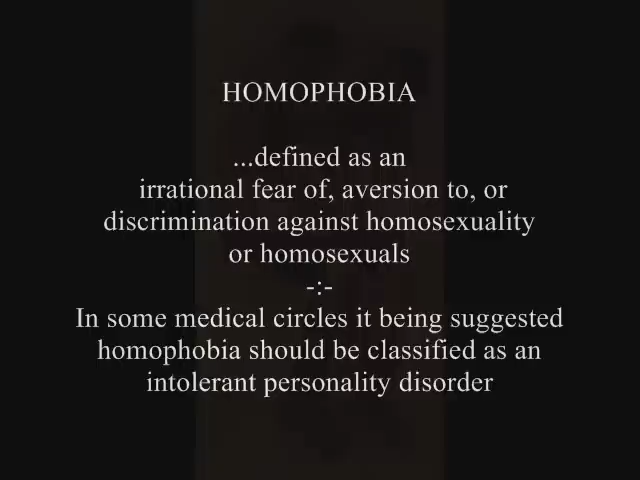 HOMOPHOBIA
...defined as an
irrational fear of, aversion to, or
discrimination against homosexuality
or homosexuals
-:-
In some medical circles it being suggested
homophobia should be classified as an
intolerant personality disorder